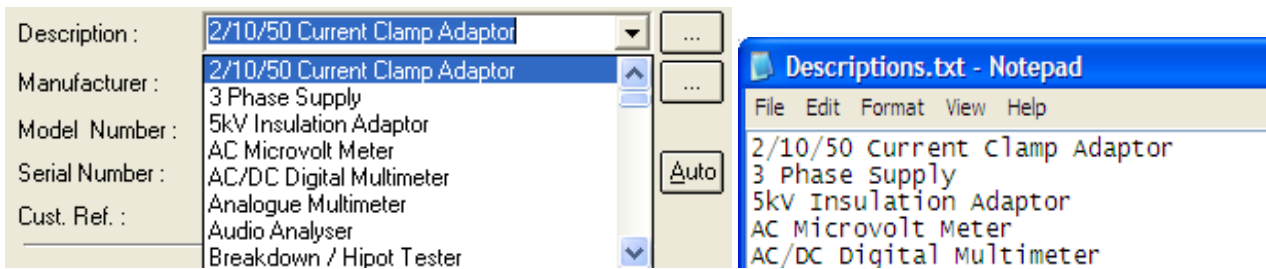 Description :
2/10/50 Current Clamp Adaptor
...
2/10/50 Current Clamp Adaptor
Manufacturer :
...
3 Phase Supply
Model Number :
5kV Insulation Adaptor
AC Microvolt Meter
Serial Number :
AC/DC Digital Multimeter
Auto
Analogue Multimeter
Cust. Ref. :
Audio Analyser
Breakdown / Hipot Tester
Descriptions.txt - Notepad
File Edit Format View Help
2/10/50 Current Clamp Adaptor
3 Phase Supply
5kV Insulation Adaptor
AC Microvolt Meter
AC/DC Digital Multimeter